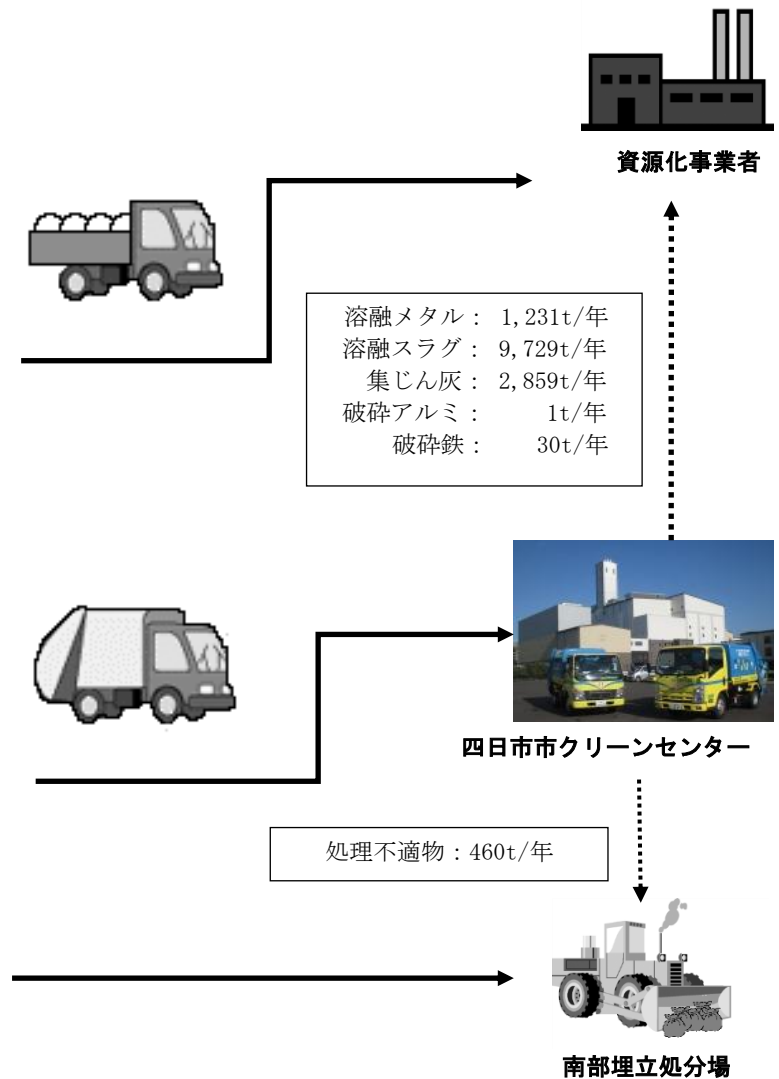 資源化事業者
溶融メタル： 1,231t/年
溶融スラグ： 9,729t/年
集じん灰： 2,859t/年
破砕アルミ： 1t/年
破砕鉄： 30t/年
四日市市クリーンセンター
処理不適物：460t/年
南部埋立処分場